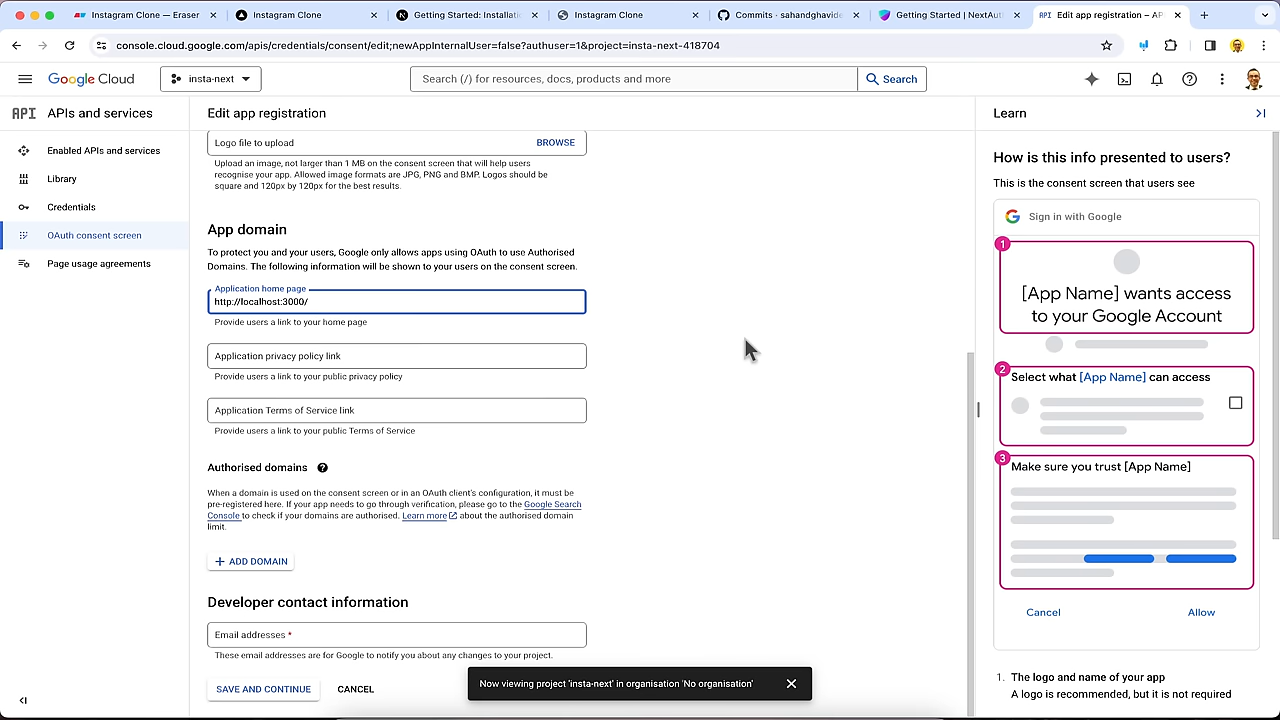 Instagram Clone – Eraser
Instagram Clone
Getting Started: Installati
Instagram Clone
Commits · sahandghavide
Getting Started | NextAut
API
Edit app registration – AP
console.cloud.google.com/apis/credentials/consent/edit;newAppInternalUser=false?authuser=1&project=insta-next-418704
Google Cloud
insta-next
Search (/) for resources, docs, products and more
Search
API
APIs and services
Enabled APIs and services
Library
Credentials
OAuth consent screen
Page usage agreements
Edit app registration
Logo file to upload
BROWSE
Upload an image, not larger than 1 MB on the consent screen that will help users
recognise your app. Allowed image formats are JPG, PNG and BMP. Logos should be
square and 120px by 120px for the best results.
App domain
To protect you and your users, Google only allows apps using OAuth to use Authorised
Domains. The following information will be shown to your users on the consent screen.
Application home page
http://localhost:3000/
Provide users a link to your home page
Application privacy policy link
Provide users a link to your public privacy policy
Application Terms of Service link
Provide users a link to your public Terms of Service
Authorised domains
When a domain is used on the consent screen or in an OAuth client's configuration, it must be
pre-registered here. If your app needs to go through verification, please go to the Google Search
Console to check if your domains are authorised. Learn more about the authorised domain
limit.
ADD DOMAIN
Developer contact information
Email addresses *
These email addresses are for Google to notify you about any changes to your project.
SAVE AND CONTINUE
CANCEL
Now viewing project 'insta-next' in organisation 'No organisation'
Learn
How is this info presented to users?
This is the consent screen that users see
Sign in with Google
1
[App Name] wants access
to your Google Account
2
Select what [App Name] can access
3
Make sure you trust [App Name]
Cancel
Allow
1. The logo and name of your app
A logo is recommended, but it is not required